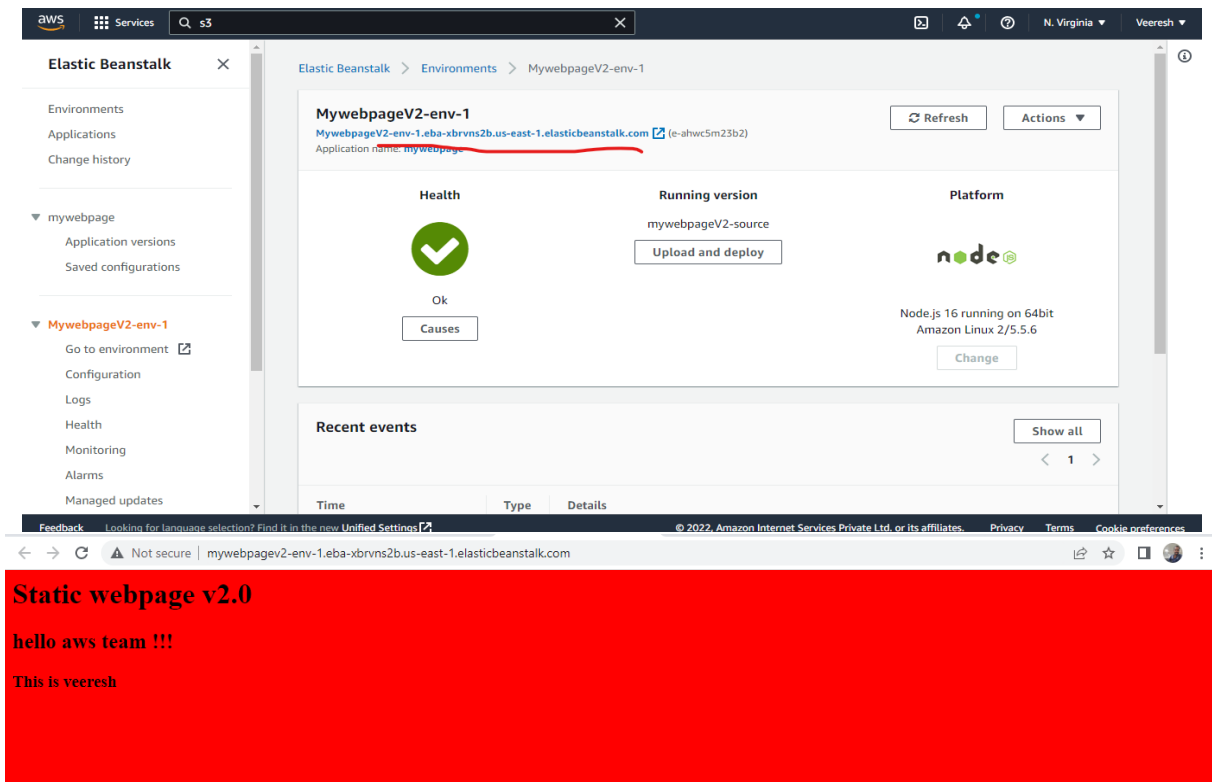 aws Services s3 N. Virginia Veeresh
Elastic Beanstalk
Environments
Applications
Change history
mywebpage
Application versions
Saved configurations
MywebpageV2-env-1
Go to environment
Configuration
Logs
Health
Monitoring
Alarms
Managed updates
Elastic Beanstalk > Environments > MywebpageV2-env-1
MywebpageV2-env-1
MywebpageV2-env-1.eba-xbrvns2b.us-east-1.elasticbeanstalk.com (e-ahwc5m23b2)
Application name: mywebpage
Refresh
Actions
Health
Ok
Causes
Running version
mywebpageV2-source
Upload and deploy
Platform
node JS
Node.js 16 running on 64bit
Amazon Linux 2/5.5.6
Change
Recent events
Show all
1
Time Type Details
Feedback Looking for language selection? Find it in the new Unified Settings © 2022, Amazon Internet Services Private Ltd. or its affiliates. Privacy Terms Cookie preferences
Not secure | mywebpagev2-env-1.eba-xbrvns2b.us-east-1.elasticbeanstalk.com
Static webpage v2.0
hello aws team !!!
This is veeresh